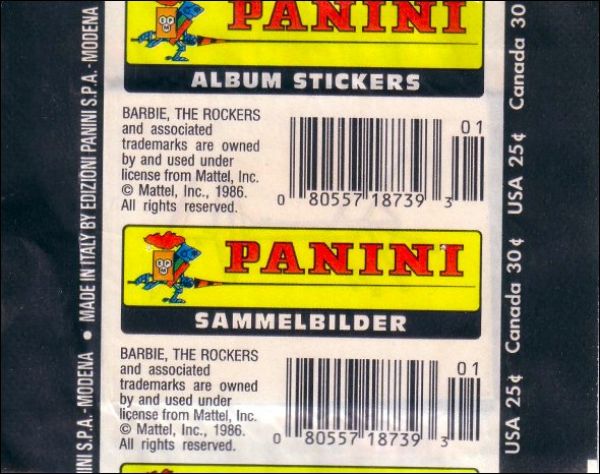 PANINI
ALBUM STICKERS
BARBIE, THE ROCKERS
and associated
trademarks are owned
by and used under
license from Mattel, Inc.
© Mattel, Inc., 1986.
All rights reserved.
01
0 80557 18739 3
PANINI
SAMMELBILDER
BARBIE, THE ROCKERS
and associated
trademarks are owned
by and used under
license from Mattel, Inc.
© Mattel, Inc., 1986.
All rights reserved.
01
0 80557 18739 3
NI S.P.A. - MODENA • MADE IN ITALY BY EDIZIONI PANINI S.P.A. - MODENA
USA 25¢ Canada 30¢ USA 25¢ Canada 30